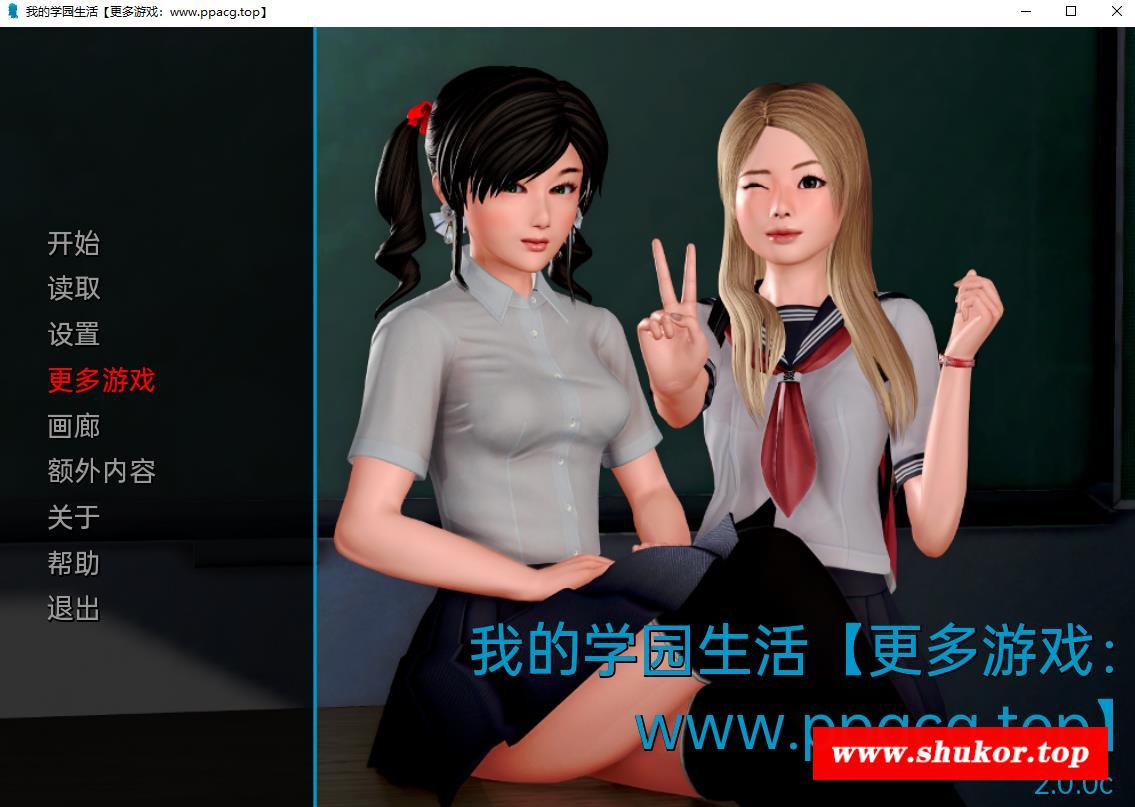 我的学园生活【更多游戏：www.ppacg.top】
开始
读取
设置
更多游戏
画廊
额外内容
关于
帮助
退出
我的学园生活【更多游戏：
www.ppacg.top】
www.shukor.top
2.0.0c